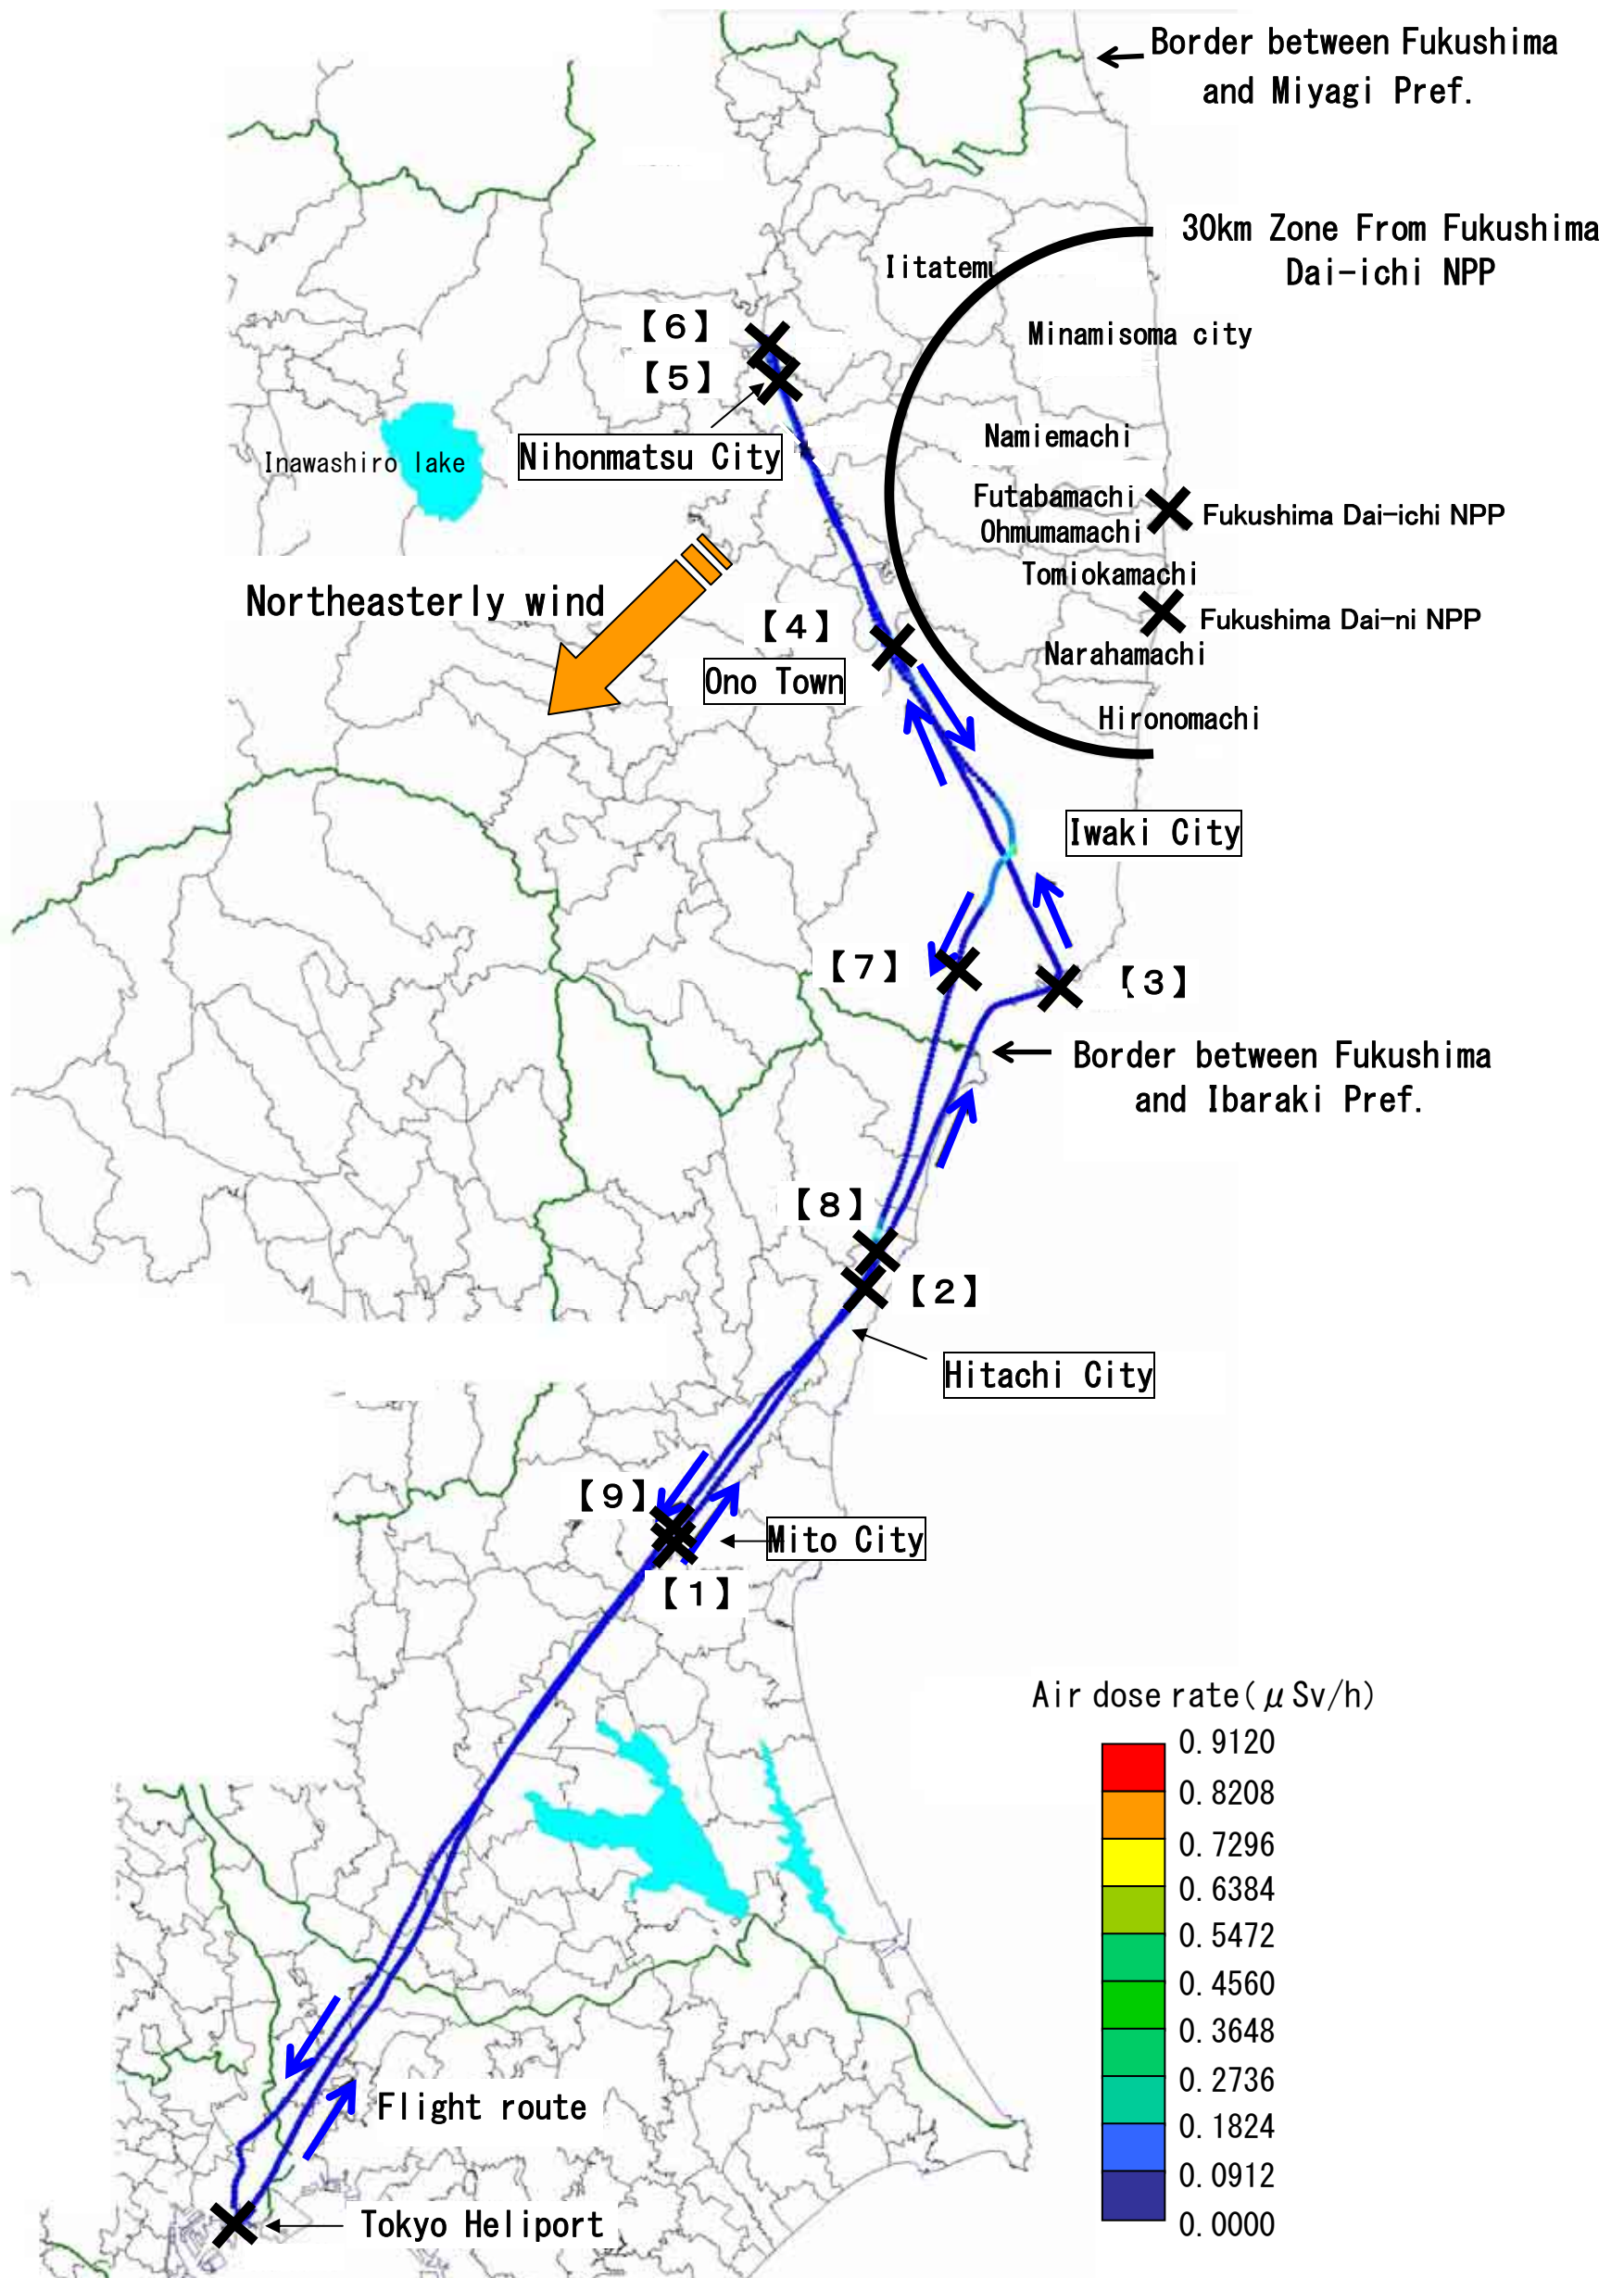 Border between Fukushima
and Miyagi Pref.
30km Zone From Fukushima
Dai-ichi NPP
Iitatemu
Minamisoma city
【6】
【5】
Nihonmatsu City
Inawashiro lake
Namiemachi
Futabamachi
Fukushima Dai-ichi NPP
Ohmumamachi
Tomiokamachi
Northeasterly wind
Fukushima Dai-ni NPP
【4】
Narahamachi
Ono Town
Hironomachi
Iwaki City
【7】
【3】
Border between Fukushima
and Ibaraki Pref.
【8】
【2】
Hitachi City
【9】
Mito City
【1】
Air dose rate(μSv/h)
0.9120
0.8208
0.7296
0.6384
0.5472
0.4560
0.3648
0.2736
0.1824
0.0912
0.0000
Flight route
Tokyo Heliport